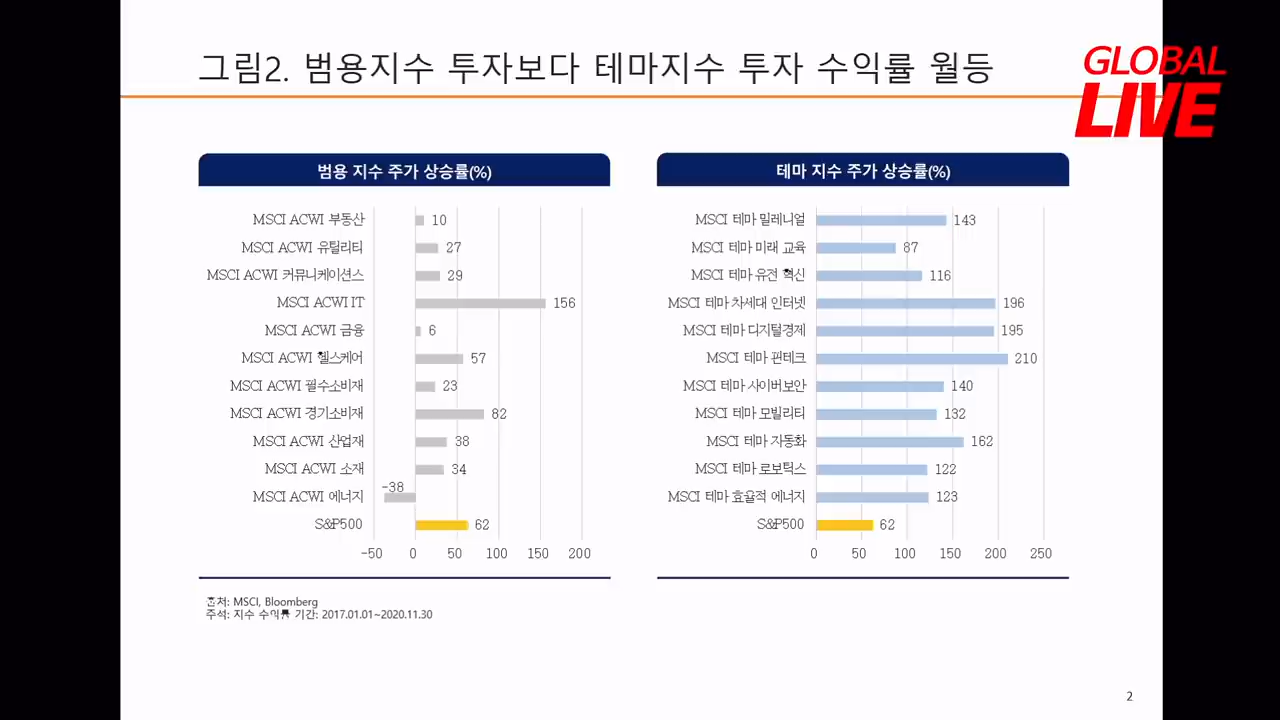 그림2. 범용지수 투자보다 테마지수 투자 수익률 월등
GLOBAL
LIVE
범용 지수 주가 상승률(%)
MSCI ACWI 부동산 10
MSCI ACWI 유틸리티 27
MSCI ACWI 커뮤니케이션스 29
MSCI ACWI IT 156
MSCI ACWI 금융 6
MSCI ACWI 헬스케어 57
MSCI ACWI 필수소비재 23
MSCI ACWI 경기소비재 82
MSCI ACWI 산업재 38
MSCI ACWI 소재 34
MSCI ACWI 에너지 -38
S&P500 62
-50 0 50 100 150 200
테마 지수 주가 상승률(%)
MSCI 테마 밀레니얼 143
MSCI 테마 미래 교육 87
MSCI 테마 유전 혁신 116
MSCI 테마 차세대 인터넷 196
MSCI 테마 디지털경제 195
MSCI 테마 핀테크 210
MSCI 테마 사이버보안 140
MSCI 테마 모빌리티 132
MSCI 테마 자동화 162
MSCI 테마 로보틱스 122
MSCI 테마 효율적 에너지 123
S&P500 62
0 50 100 150 200 250
출처: MSCI, Bloomberg
주석: 지수 수익률 기간: 2017.01.01~2020.11.30
2